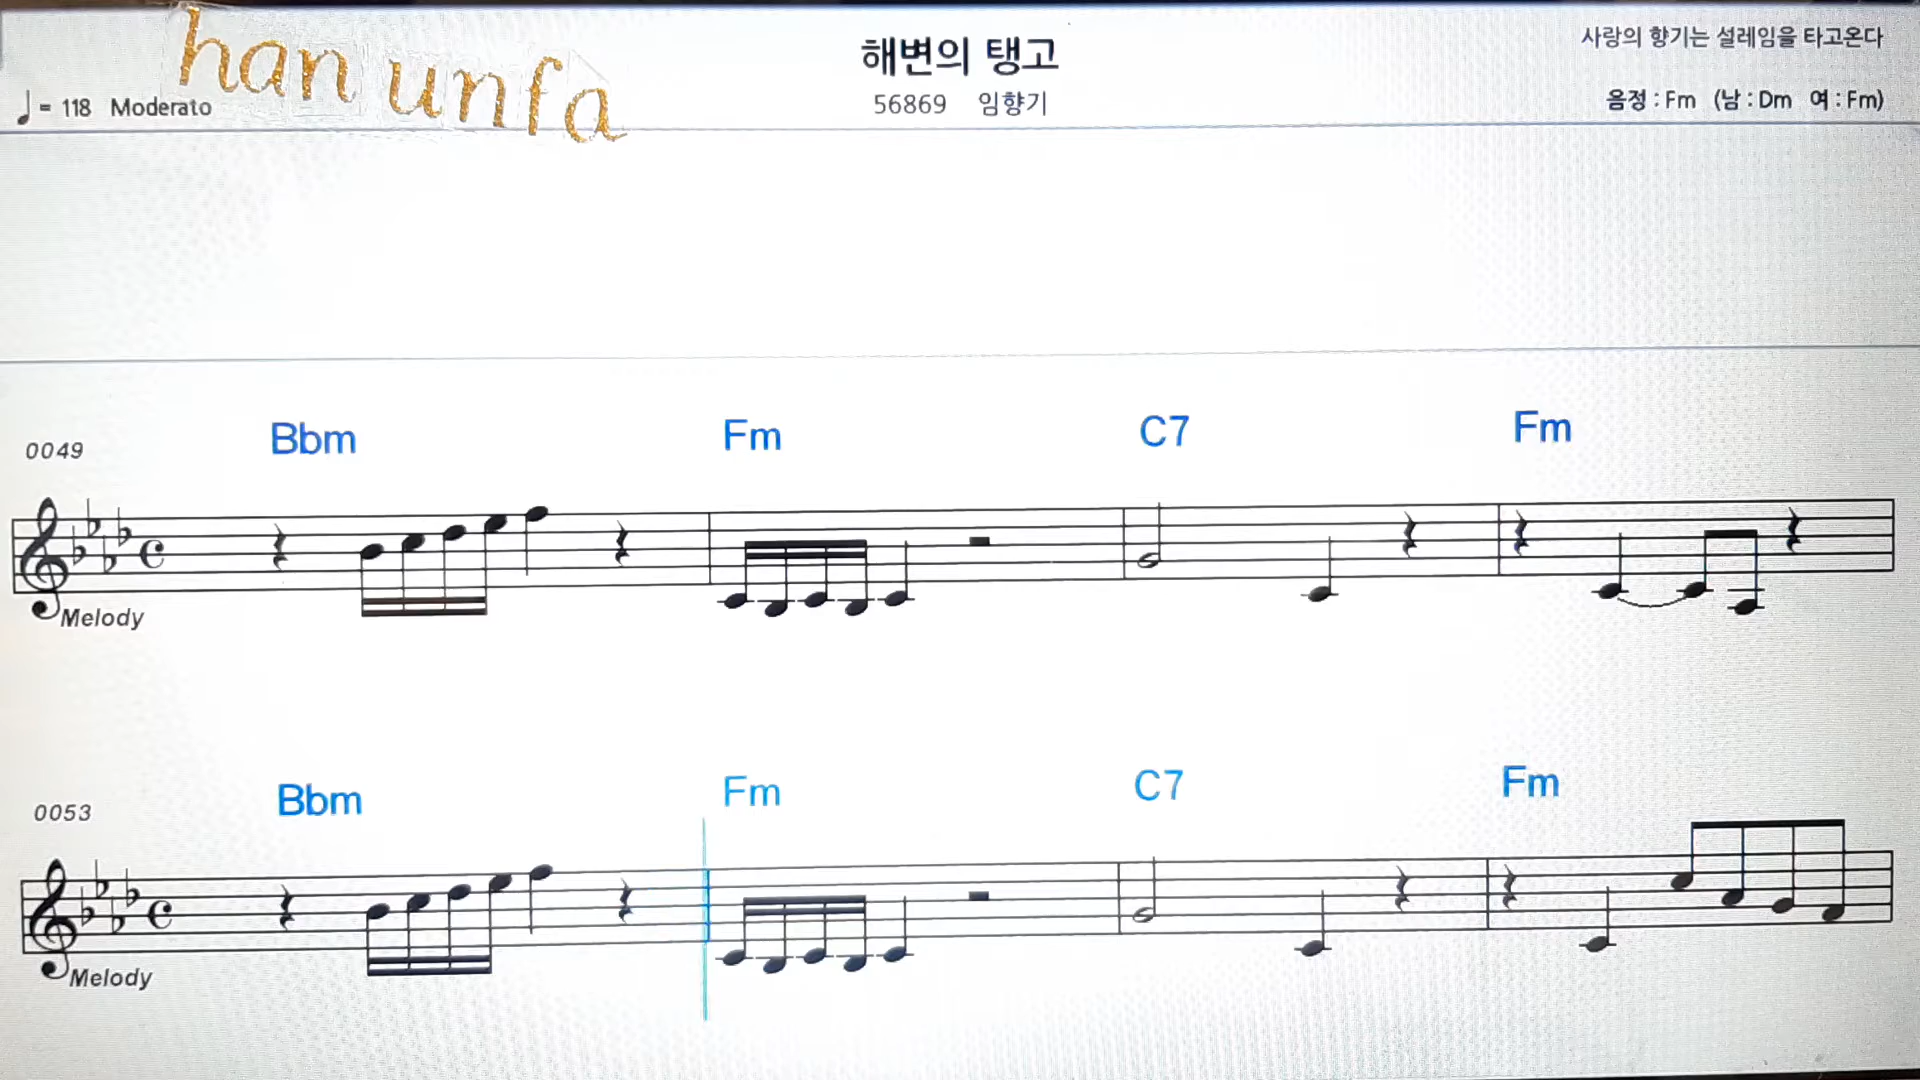 han unfa
해변의 탱고
사랑의 향기는 설레임을 타고온다
♩= 118 Moderato
56869 임향기
음정 : Fm (남 : Dm 여 : Fm)
0049 Bbm Fm C7 Fm
Melody
0053 Bbm Fm C7 Fm
Melody